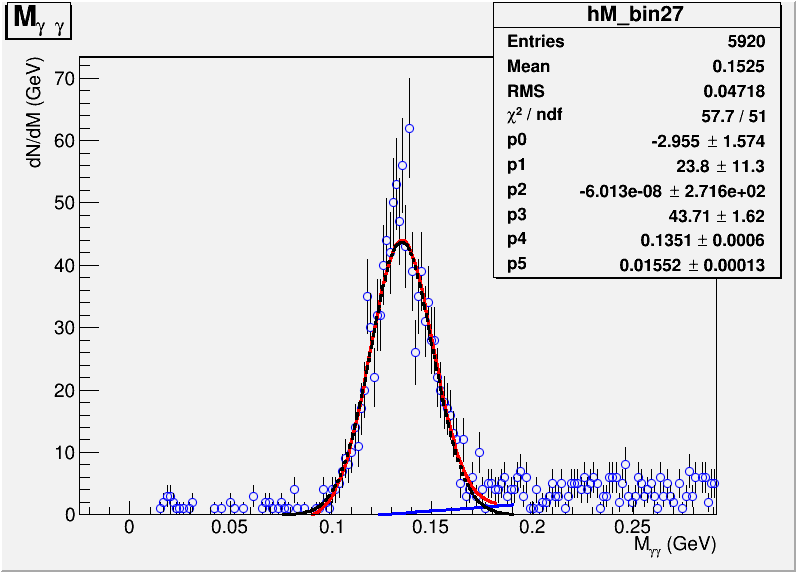 M γ γ
hM_bin27
Entries 5920
Mean 0.1525
RMS 0.04718
χ² / ndf 57.7 / 51
p0 -2.955 ± 1.574
p1 23.8 ± 11.3
p2 -6.013e-08 ± 2.716e+02
p3 43.71 ± 1.62
p4 0.1351 ± 0.0006
p5 0.01552 ± 0.00013
dN/dM (GeV)
70
60
50
40
30
20
10
0
0 0.05 0.1 0.15 0.2 0.25
Mγγ (GeV)